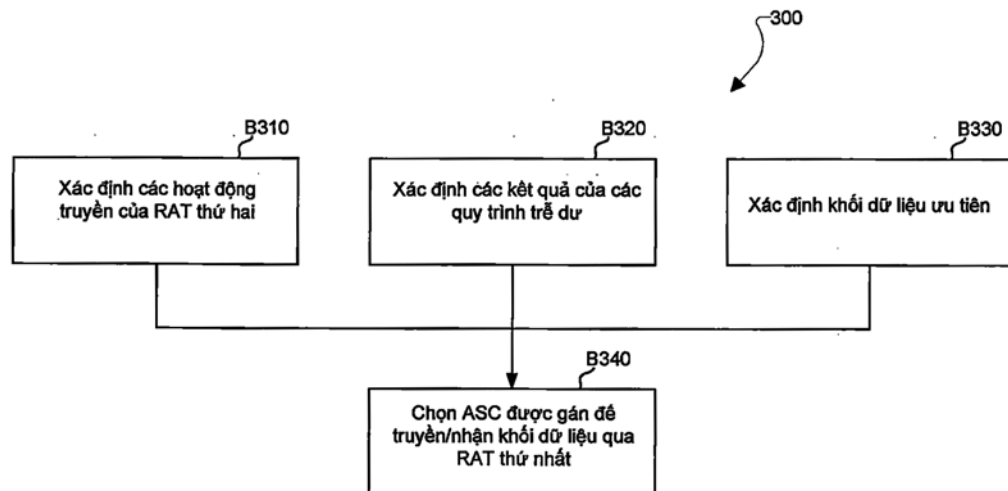 300
B310
B320
B330
Xác định các hoạt động
truyền của RAT thứ hai
Xác định các kết quả của các
quy trình trễ dư
Xác định khối dữ liệu ưu tiên
B340
Chọn ASC được gán để
truyền/nhận khối dữ liệu qua
RAT thứ nhất